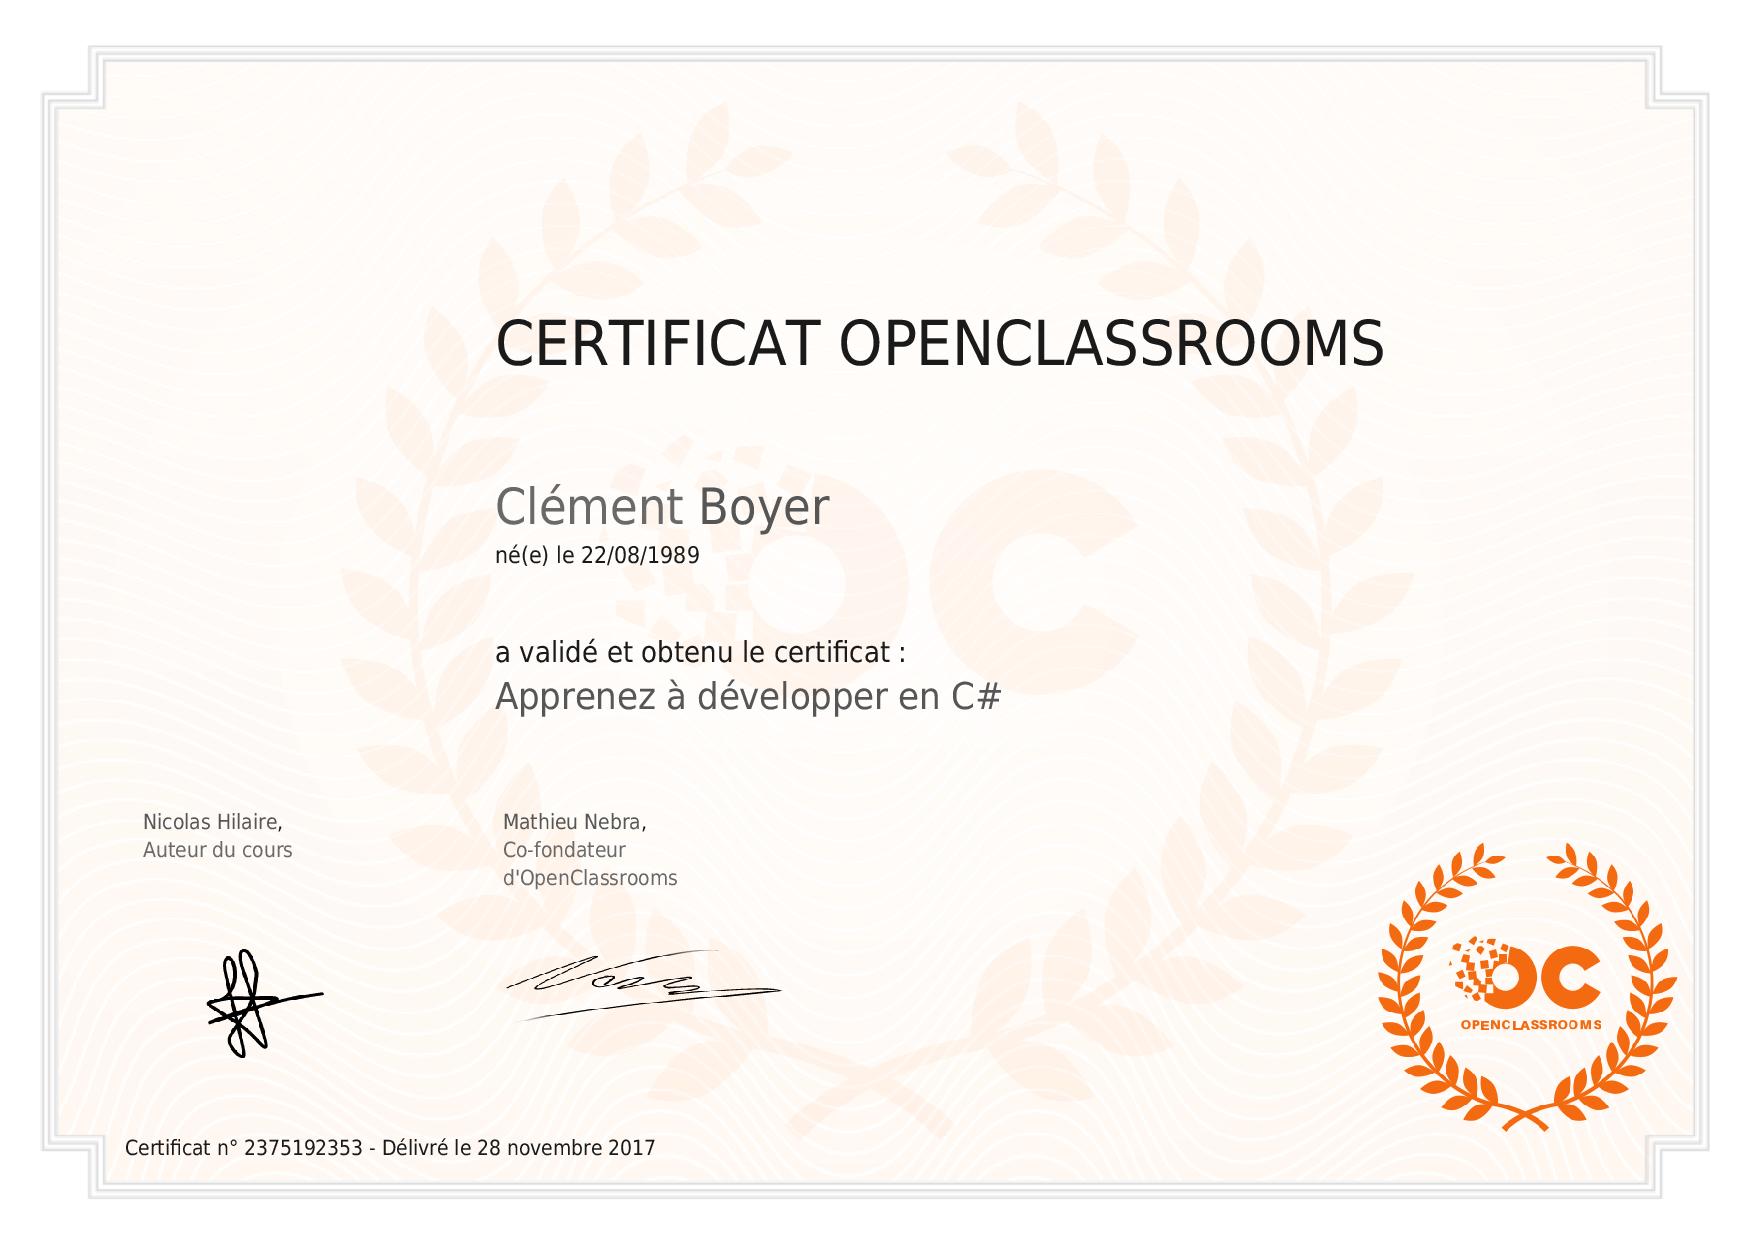 CERTIFICAT OPENCLASSROOMS
Clément Boyer
né(e) le 22/08/1989
a validé et obtenu le certificat :
Apprenez à développer en C#
Nicolas Hilaire,
Auteur du cours
Mathieu Nebra,
Co-fondateur
d'OpenClassrooms
OC
OPENCLASSROOMS
Certificat n° 2375192353 - Délivré le 28 novembre 2017